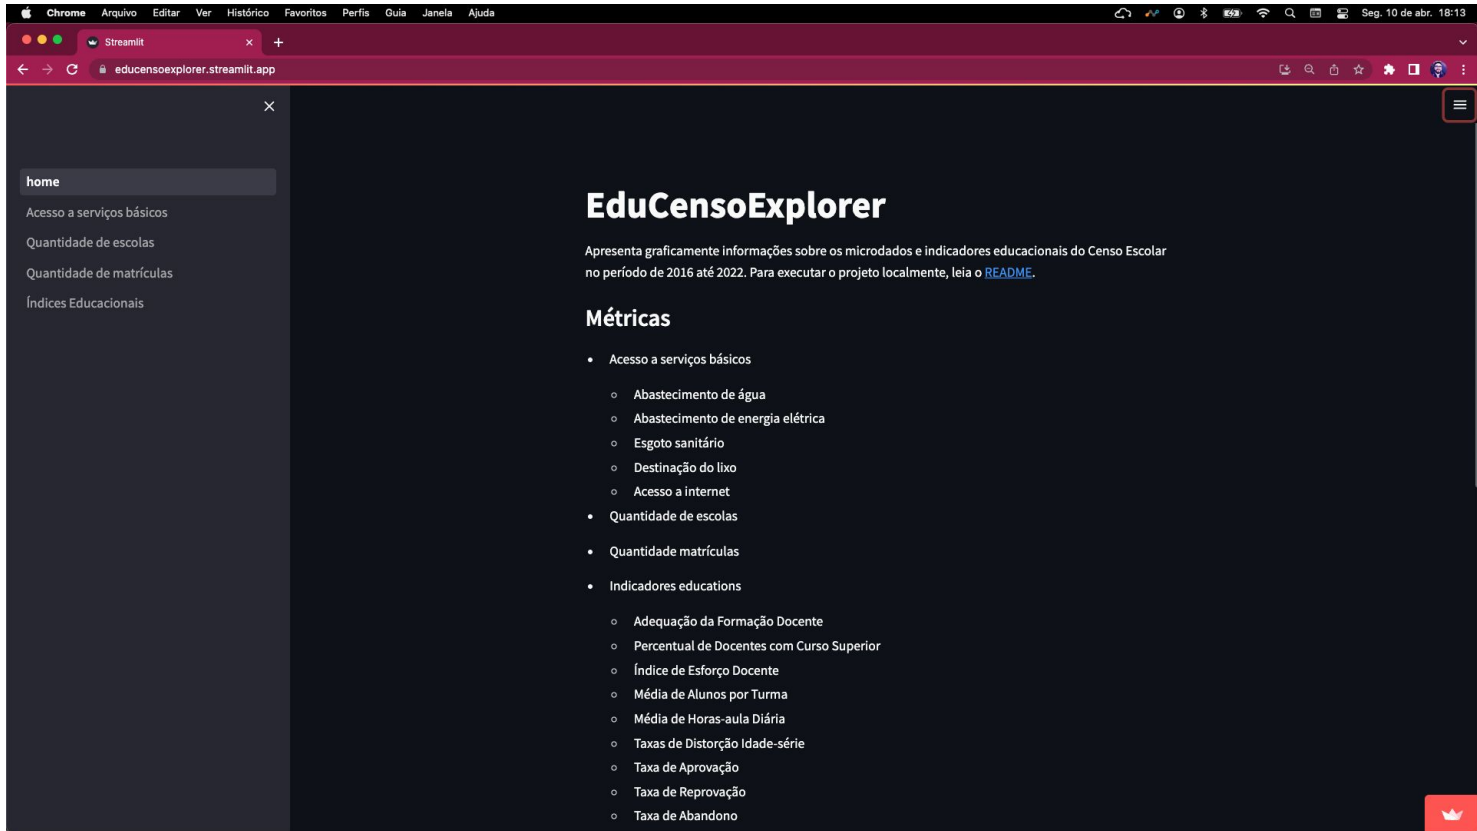 Chrome Arquivo Editar Ver Histórico Favoritos Perfis Guia Janela Ajuda Seg. 10 de abr. 18:13
Streamlit
educensoexplorer.streamlit.app
home
Acesso a serviços básicos
Quantidade de escolas
Quantidade de matrículas
Índices Educacionais
EduCensoExplorer
Apresenta graficamente informações sobre os microdados e indicadores educacionais do Censo Escolar
no período de 2016 até 2022. Para executar o projeto localmente, leia o README.
Métricas
Acesso a serviços básicos
Abastecimento de água
Abastecimento de energia elétrica
Esgoto sanitário
Destinação do lixo
Acesso a internet
Quantidade de escolas
Quantidade matrículas
Indicadores educations
Adequação da Formação Docente
Percentual de Docentes com Curso Superior
Índice de Esforço Docente
Média de Alunos por Turma
Média de Horas-aula Diária
Taxas de Distorção Idade-série
Taxa de Aprovação
Taxa de Reprovação
Taxa de Abandono